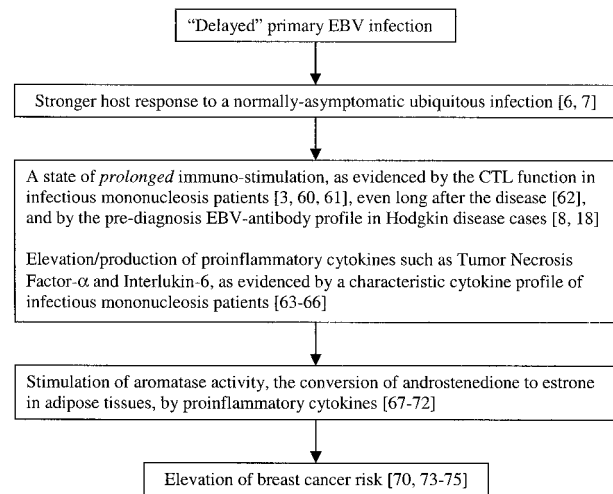 “Delayed” primary EBV infection
Stronger host response to a normally-asymptomatic ubiquitous infection [6, 7]
A state of prolonged immuno-stimulation, as evidenced by the CTL function in
infectious mononucleosis patients [3, 60, 61], even long after the disease [62],
and by the pre-diagnosis EBV-antibody profile in Hodgkin disease cases [8, 18]
Elevation/production of proinflammatory cytokines such as Tumor Necrosis
Factor-α and Interlukin-6, as evidenced by a characteristic cytokine profile of
infectious mononucleosis patients [63-66]
Stimulation of aromatase activity, the conversion of androstenedione to estrone
in adipose tissues, by proinflammatory cytokines [67-72]
Elevation of breast cancer risk [70, 73-75]